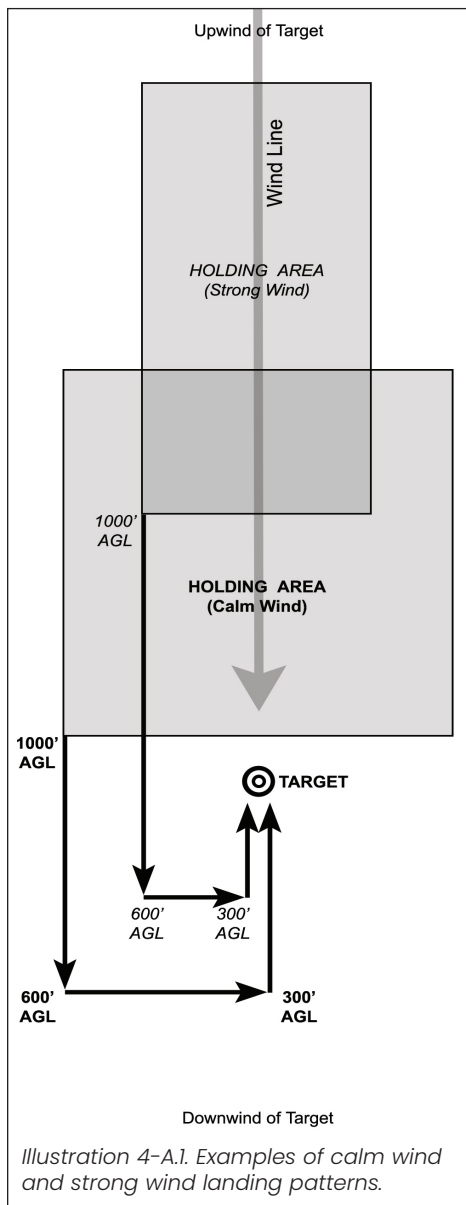 Upwind of Target
Wind Line
HOLDING AREA
(Strong Wind)
1000’
AGL
HOLDING AREA
(Calm Wind)
1000’
AGL
TARGET
600’
AGL
300’
AGL
600’
AGL
300’
AGL
Downwind of Target
Illustration 4-A.1. Examples of calm wind
and strong wind landing patterns.